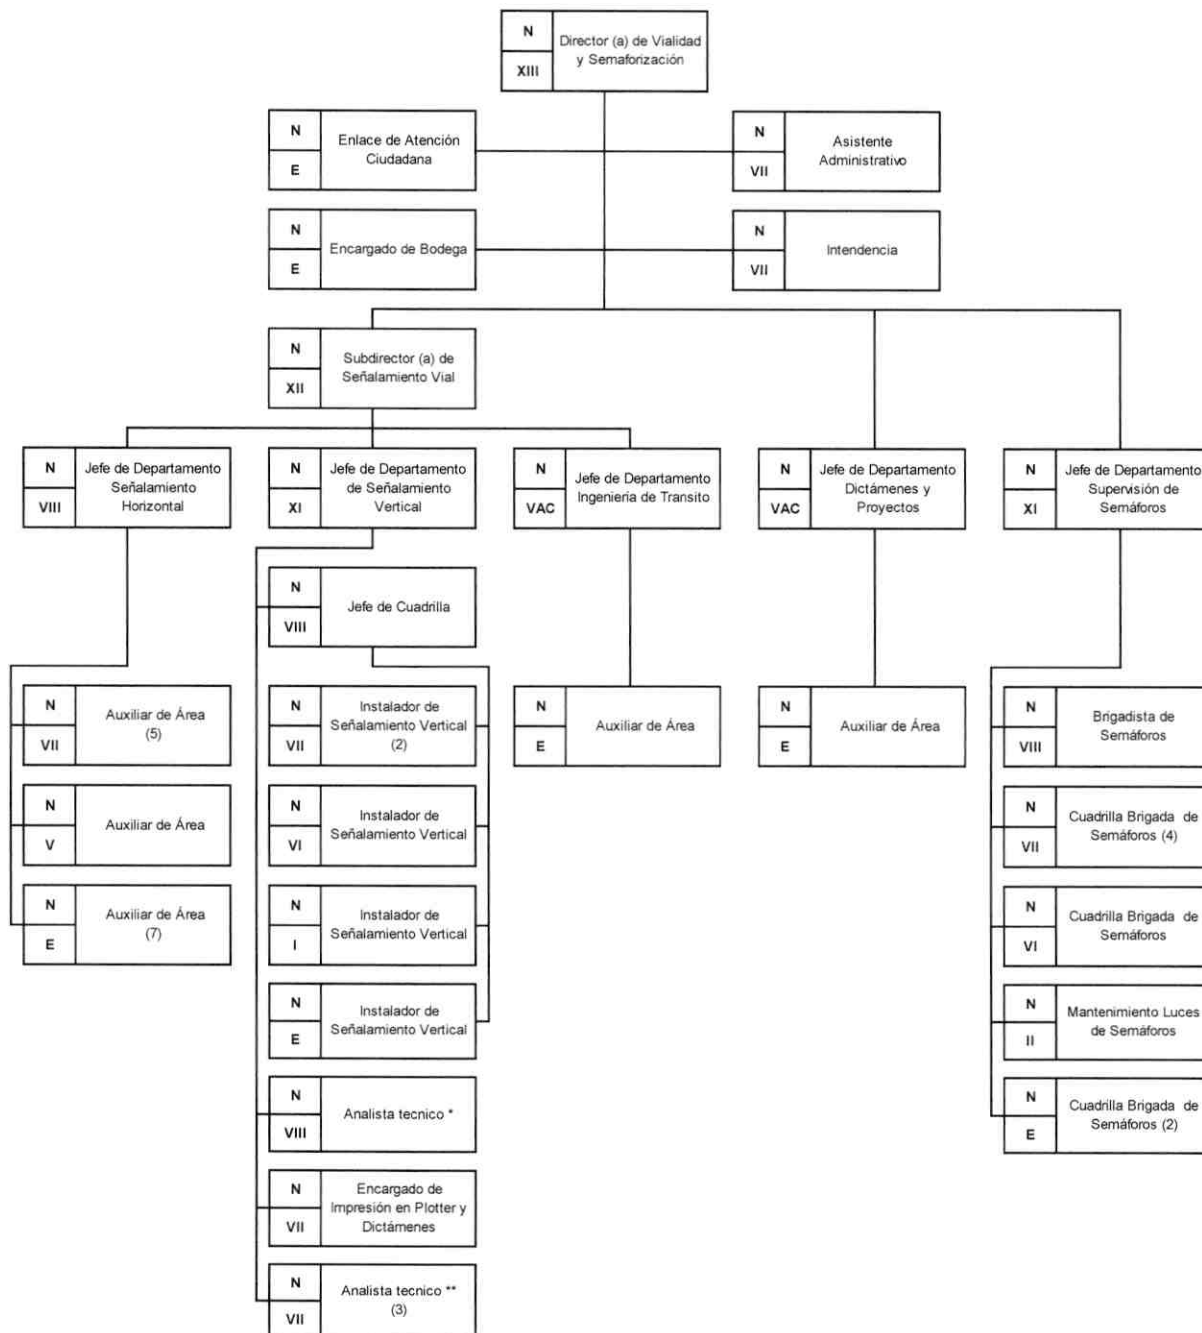 N
XIII
Director (a) de Vialidad
y Semaforización
N
E
Enlace de Atención
Ciudadana
N
VII
Asistente
Administrativo
N
E
Encargado de Bodega
N
VII
Intendencia
N
XII
Subdirector (a) de
Señalamiento Vial
N
VIII
Jefe de Departamento
Señalamiento
Horizontal
N
XI
Jefe de Departamento
de Señalamiento
Vertical
N
VAC
Jefe de Departamento
Ingeniería de Transito
N
VAC
Jefe de Departamento
Dictámenes y
Proyectos
N
XI
Jefe de Departamento
Supervisión de
Semáforos
N
VIII
Jefe de Cuadrilla
N
VII
Auxiliar de Área
(5)
N
V
Auxiliar de Área
N
E
Auxiliar de Área
(7)
N
VII
Instalador de
Señalamiento Vertical
(2)
N
VI
Instalador de
Señalamiento Vertical
N
I
Instalador de
Señalamiento Vertical
N
E
Instalador de
Señalamiento Vertical
N
VIII
Analista tecnico *
N
VII
Encargado de
Impresión en Plotter y
Dictámenes
N
VII
Analista tecnico **
(3)
N
E
Auxiliar de Área
N
E
Auxiliar de Área
N
VIII
Brigadista de
Semáforos
N
VII
Cuadrilla Brigada de
Semáforos (4)
N
VI
Cuadrilla Brigada de
Semáforos
N
II
Mantenimiento Luces
de Semáforos
N
E
Cuadrilla Brigada de
Semáforos (2)